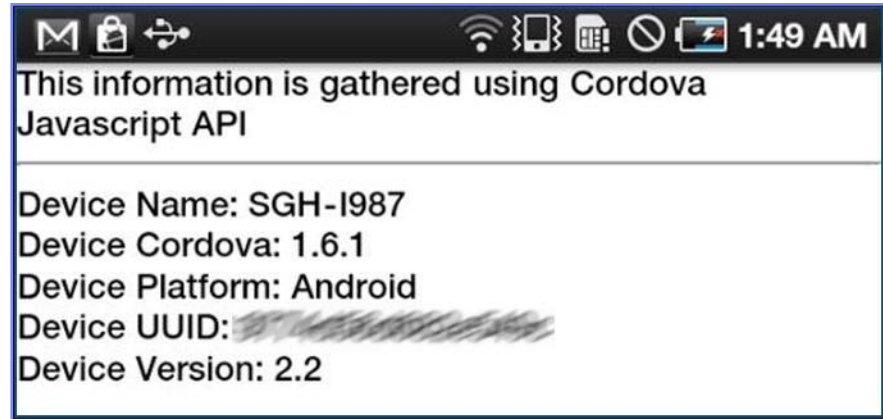 1:49 AM
This information is gathered using Cordova
Javascript API
Device Name: SGH-I987
Device Cordova: 1.6.1
Device Platform: Android
Device UUID:
Device Version: 2.2